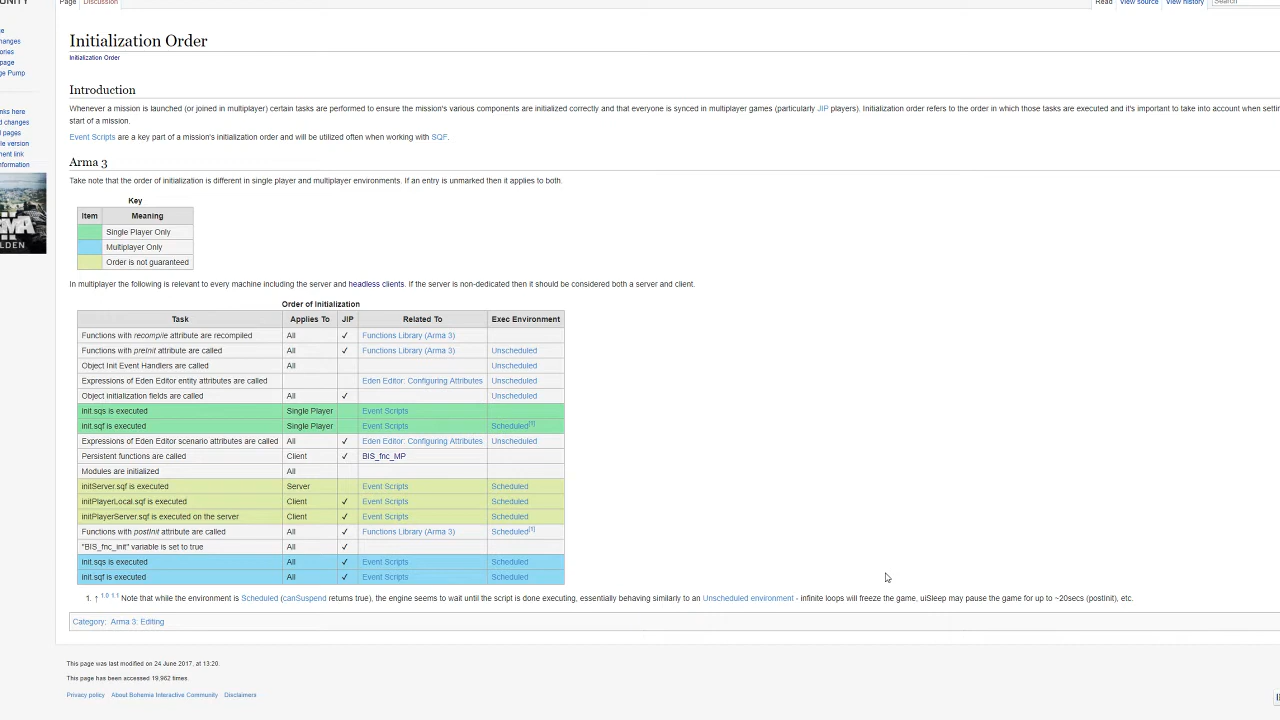 Page Discussion Read View source View history Search
Initialization Order
Initialization Order
Introduction
Whenever a mission is launched (or joined in multiplayer) certain tasks are performed to ensure the mission's various components are initialized correctly and that everyone is synced in multiplayer games (particularly JIP players). Initialization order refers to the order in which those tasks are executed and it's important to take into account when
start of a mission.
Event Scripts are a key part of a mission's initialization order and will be utilized often when working with SQF.
Arma 3
Take note that the order of initialization is different in single player and multiplayer environments. If an entry is unmarked then it applies to both.
Key
Item Meaning
Single Player Only
Multiplayer Only
Order is not guaranteed
In multiplayer the following is relevant to every machine including the server and headless clients. If the server is non-dedicated then it should be considered both a server and client.
Order of Initialization
Task Applies To JIP Related To Exec Environment
Functions with recompile attribute are recompiled All ✓ Functions Library (Arma 3)
Functions with preInit attribute are called All ✓ Functions Library (Arma 3) Unscheduled
Object Init Event Handlers are called All Unscheduled
Expressions of Eden Editor entity attributes are called Eden Editor: Configuring Attributes Unscheduled
Object initialization fields are called All ✓ Unscheduled
init.sqs is executed Single Player Event Scripts
init.sqf is executed Single Player Event Scripts Scheduled[1]
Expressions of Eden Editor scenario attributes are called All ✓ Eden Editor: Configuring Attributes Unscheduled
Persistent functions are called Client ✓ BIS_fnc_MP
Modules are initialized All
initServer.sqf is executed Server Event Scripts Scheduled
initPlayerLocal.sqf is executed Client ✓ Event Scripts Scheduled
initPlayerServer.sqf is executed on the server Client ✓ Event Scripts Scheduled
Functions with postInit attribute are called All ✓ Functions Library (Arma 3) Scheduled[1]
"BIS_fnc_init" variable is set to true All ✓
init.sqs is executed All ✓ Event Scripts Scheduled
init.sqf is executed All ✓ Event Scripts Scheduled
1. ↑ 1.0 1.1 Note that while the environment is Scheduled (canSuspend returns true), the engine seems to wait until the script is done executing, essentially behaving similarly to an Unscheduled environment - infinite loops will freeze the game, uiSleep may pause the game for up to ~20secs (postInit), etc.
Category: Arma 3: Editing
This page was last modified on 24 June 2017, at 13:20.
This page has been accessed 19,962 times.
Privacy policy About Bohemia Interactive Community Disclaimers